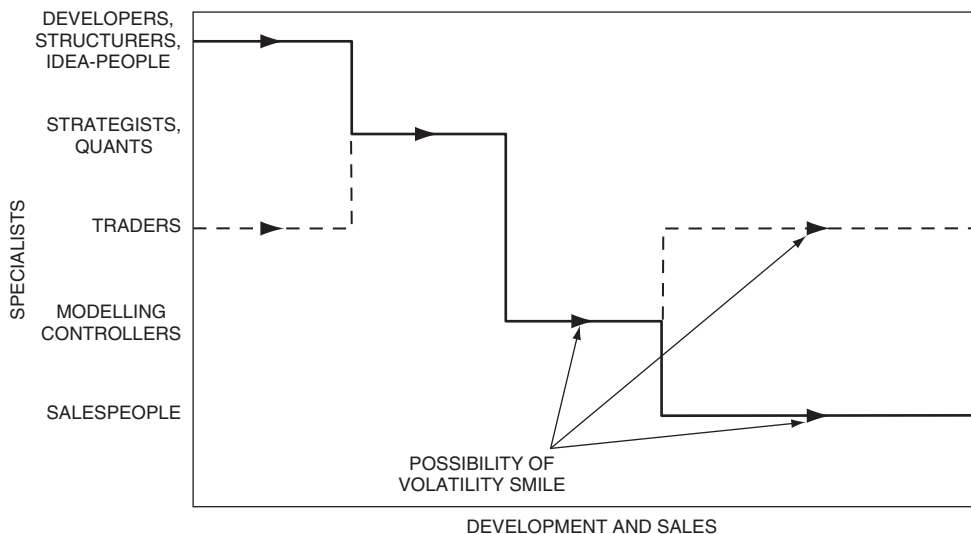 DEVELOPERS,
STRUCTURERS,
IDEA-PEOPLE
STRATEGISTS,
QUANTS
TRADERS
SPECIALISTS
MODELLING
CONTROLLERS
SALESPEOPLE
POSSIBILITY OF
VOLATILITY SMILE
DEVELOPMENT AND SALES